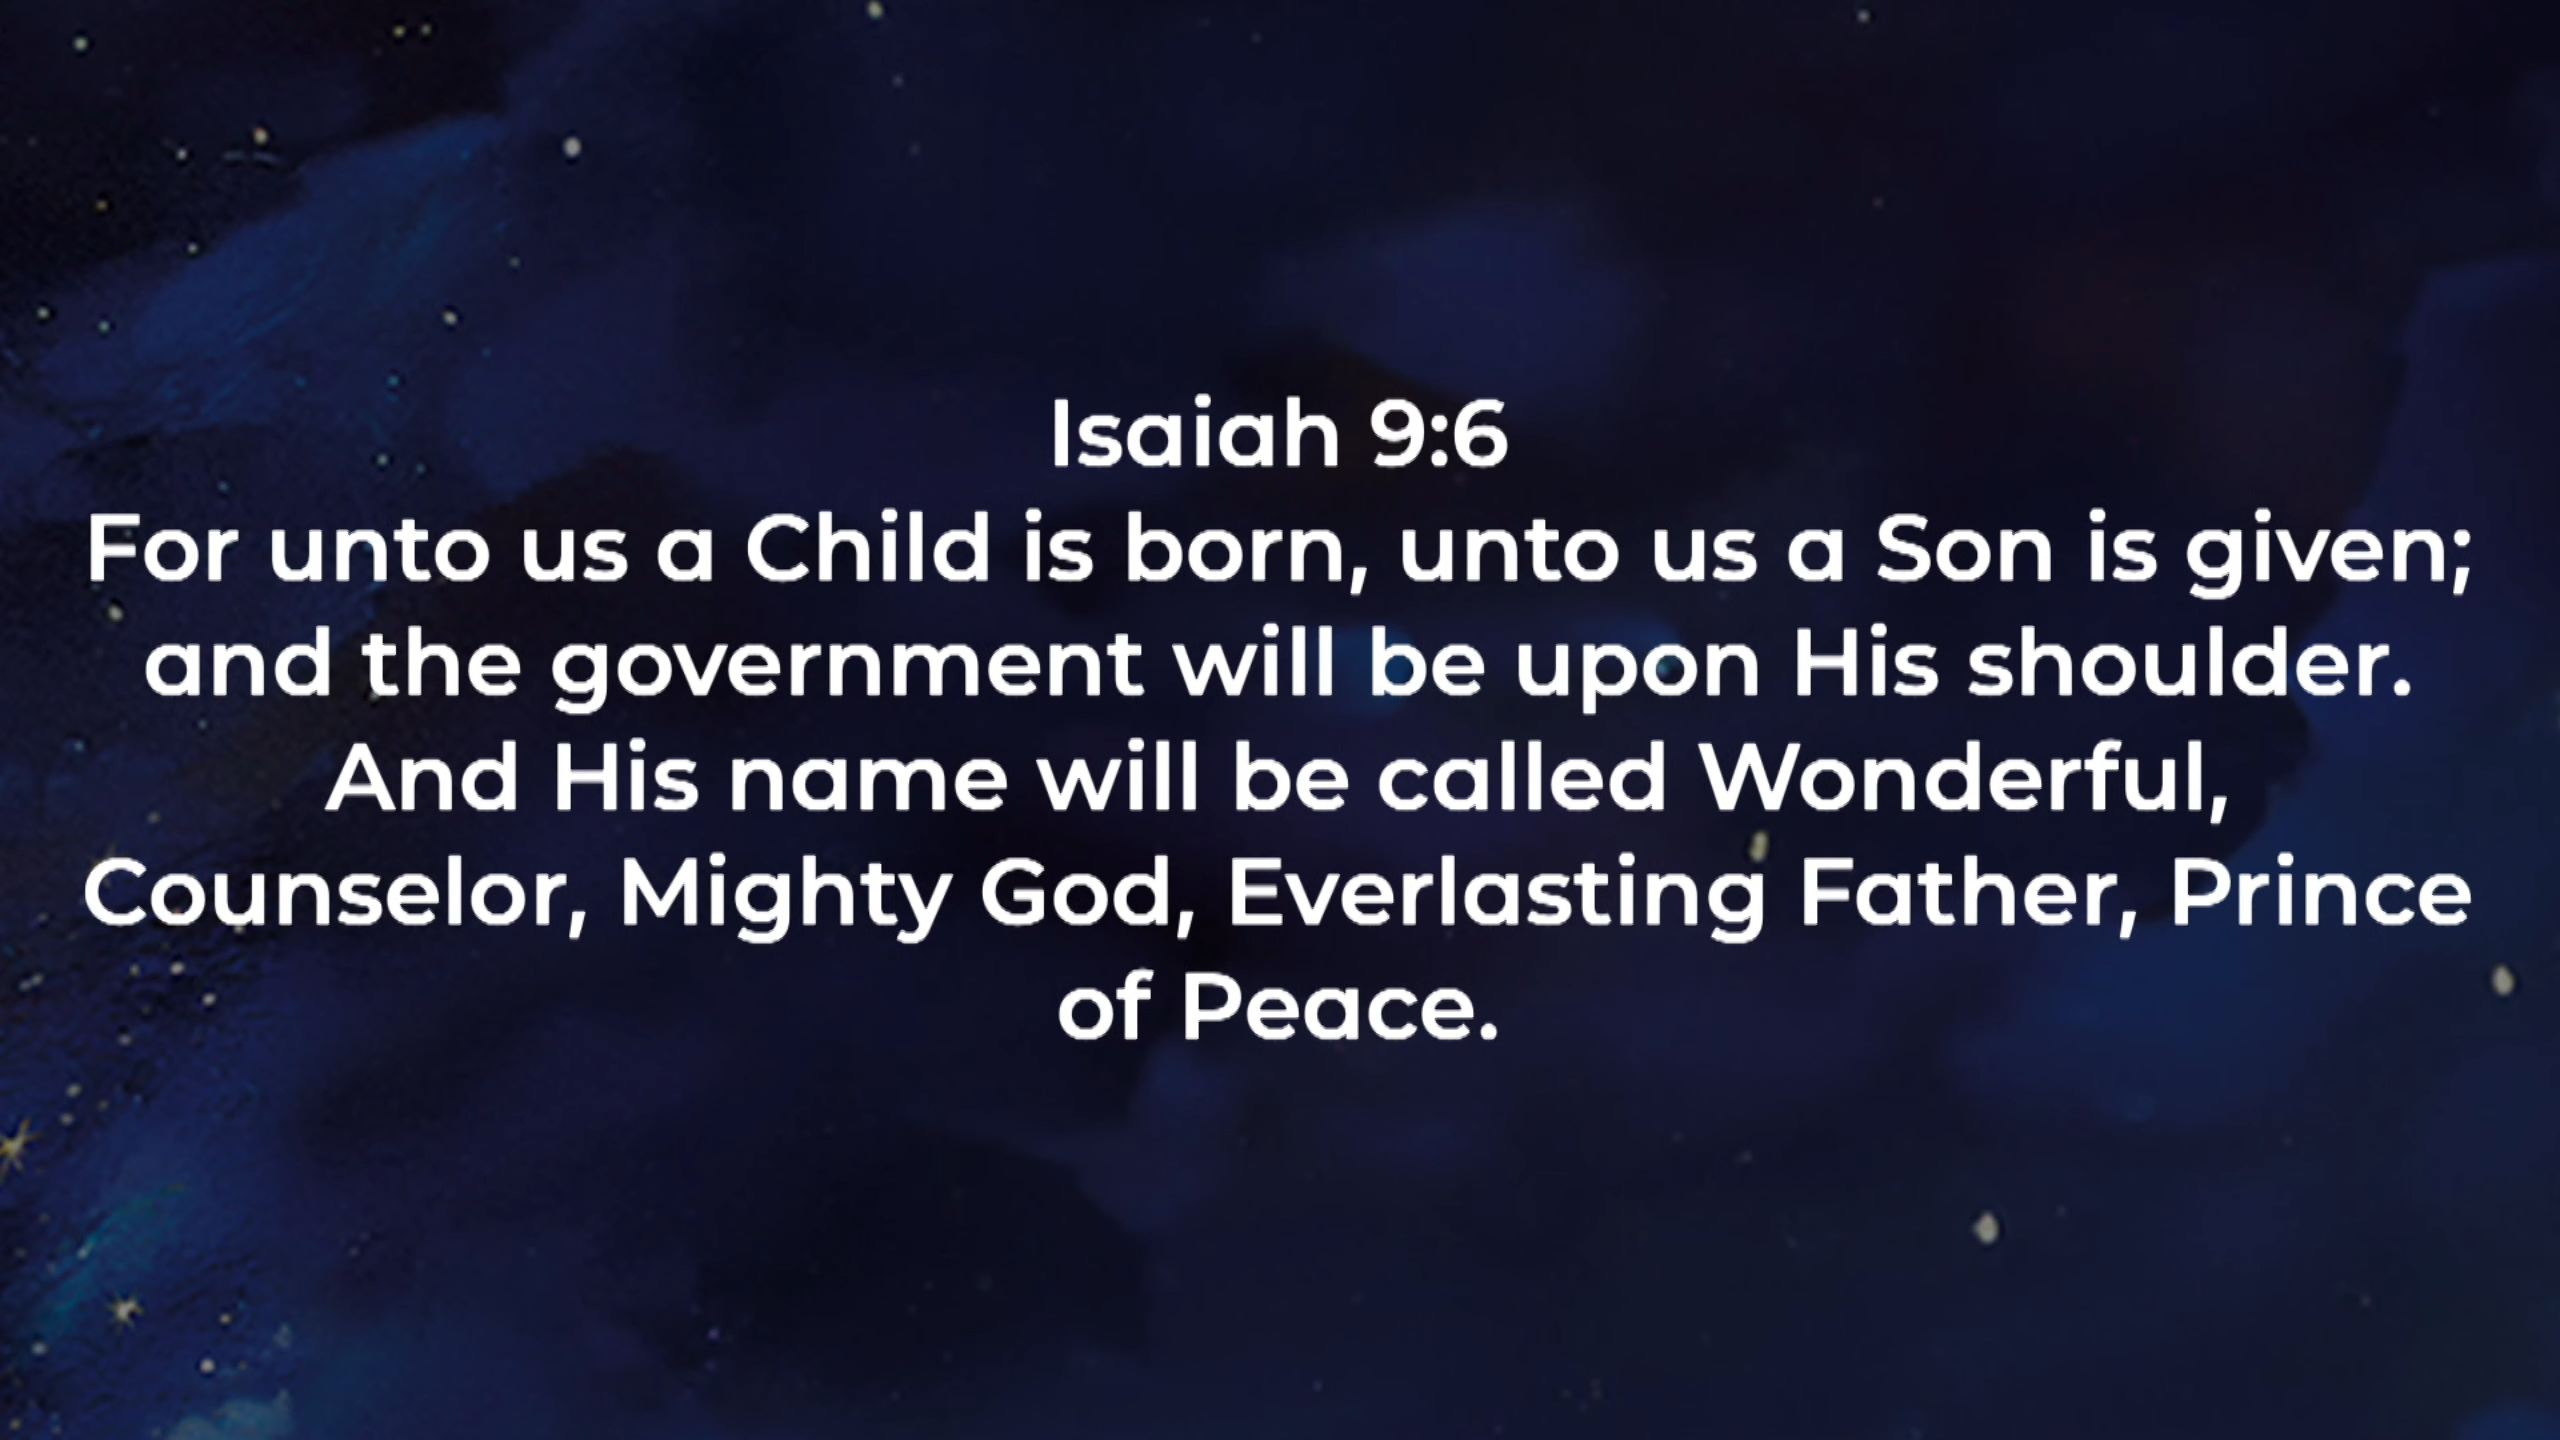 Isaiah 9:6
For unto us a Child is born, unto us a Son is given;
and the government will be upon His shoulder.
And His name will be called Wonderful,
Counselor, Mighty God, Everlasting Father, Prince
of Peace.